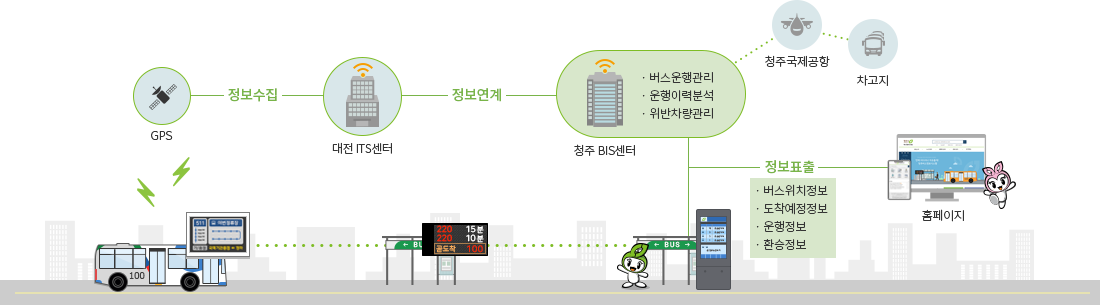 청주국제공항
차고지
· 버스운행관리
· 운행이력분석
· 위반차량관리
정보수집
정보연계
GPS
대전 ITS센터
청주 BIS센터
정보표출
· 버스위치정보
· 도착예정정보
· 운행정보
· 환승정보
홈페이지
511
220 15분
220 10분
곧도착 100
← BU
← BUS →
100